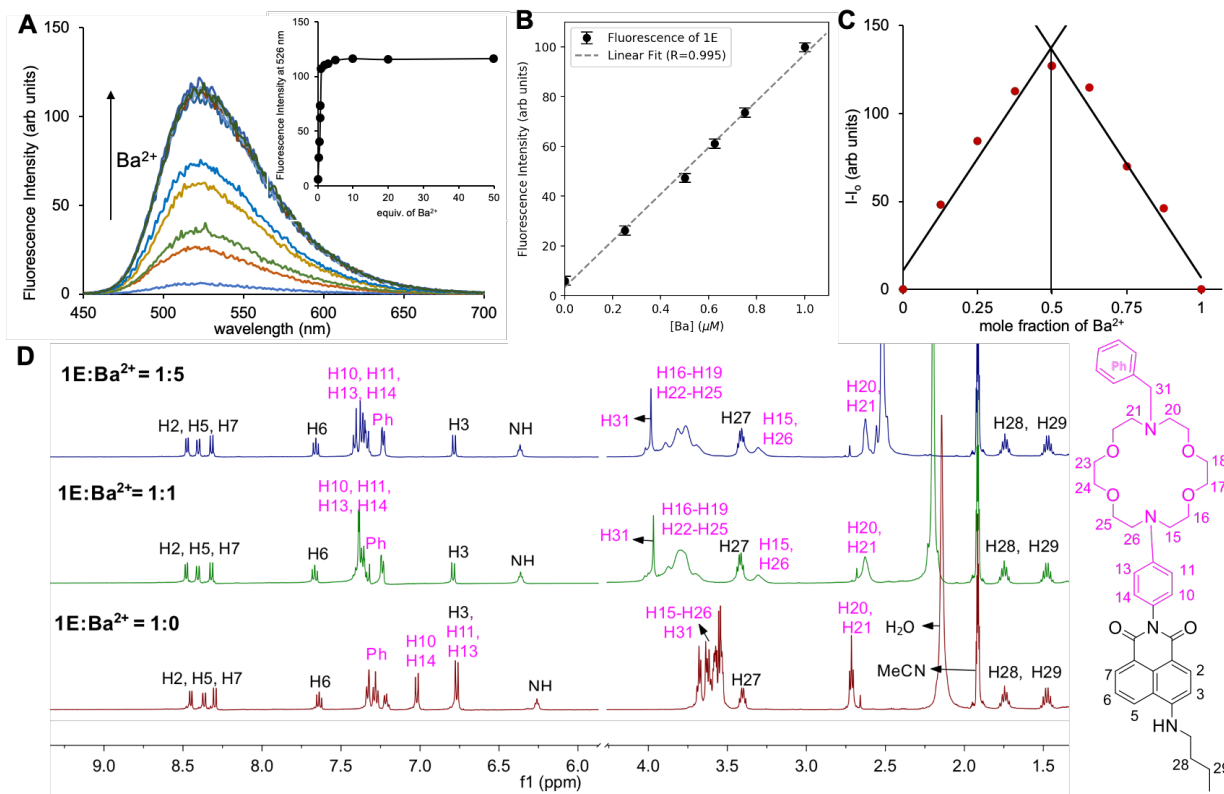 A
150
100
50
0
Fluorescence Intensity (arb units)
Ba²⁺
450
500
550
600
650
700
wavelength (nm)
Fluorescence Intensity at 526 nm
150
100
50
0
0
10
20
30
40
50
equiv. of Ba²⁺
B
Fluorescence of 1E
Linear Fit (R=0.995)
Fluorescence Intensity (arb units)
100
80
60
40
20
0
0.0
0.2
0.4
0.6
0.8
1.0
[Ba] (μM)
C
150
100
50
0
I-Iₒ (arb units)
0
0.25
0.5
0.75
1
mole fraction of Ba²⁺
D
1E:Ba²⁺ = 1:5
H2, H5, H7
H6
H10, H11,
H13, H14
Ph
H3
NH
H31
H16-H19
H22-H25
H27
H15,
H26
H20,
H21
H28, H29
1E:Ba²⁺= 1:1
H2, H5, H7
H6
H10, H11,
H13, H14
Ph
H3
NH
H31
H16-H19
H22-H25
H27
H15,
H26
H20,
H21
H28, H29
1E:Ba²⁺ = 1:0
H2, H5, H7
H6
Ph
H10
H14
H3,
H11,
H13
NH
H15-H26
H31
H27
H20,
H21
H₂O
MeCN
H28, H29
9.0
8.5
8.0
7.5
7.0
6.5
6.0
4.0
3.5
3.0
2.5
2.0
1.5
f1 (ppm)
Ph
31
21
20
N
O
O
23
18
24
17
O
O
25
16
N
26
15
13
11
14
10
O
N
O
7
2
6
3
5
HN
28
29